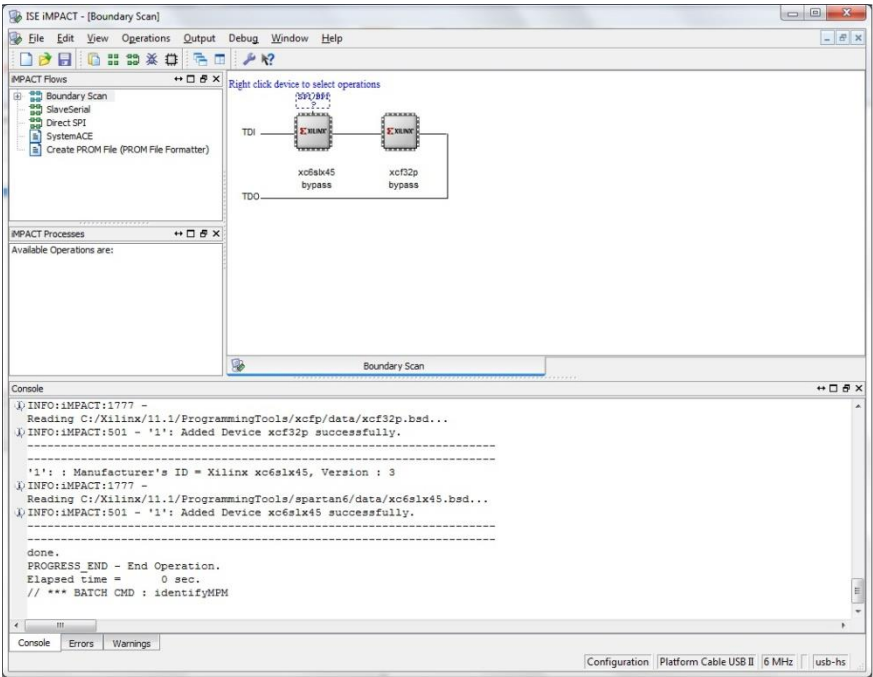 ISE iMPACT - [Boundary Scan]
File Edit View Operations Output Debug Window Help
iMPACT Flows
Boundary Scan
SlaveSerial
Direct SPI
SystemACE
Create PROM File (PROM File Formatter)
iMPACT Processes
Available Operations are:
Right click device to select operations
SPI/BPI
?
TDI
XILINX XILINX
xc6slx45 xcf32p
bypass bypass
TDO
Boundary Scan
Console
INFO:iMPACT:1777 -
Reading C:/Xilinx/11.1/ProgrammingTools/xcfp/data/xcf32p.bsd...
INFO:iMPACT:501 - '1': Added Device xcf32p successfully.
----------------------------------------------------------------------
----------------------------------------------------------------------
'1': : Manufacturer's ID = Xilinx xc6slx45, Version : 3
INFO:iMPACT:1777 -
Reading C:/Xilinx/11.1/ProgrammingTools/spartan6/data/xc6slx45.bsd...
INFO:iMPACT:501 - '1': Added Device xc6slx45 successfully.
----------------------------------------------------------------------
----------------------------------------------------------------------
done.
PROGRESS_END - End Operation.
Elapsed time = 0 sec.
// *** BATCH CMD : identifyMPM
Console Errors Warnings
Configuration Platform Cable USB II 6 MHz usb-hs